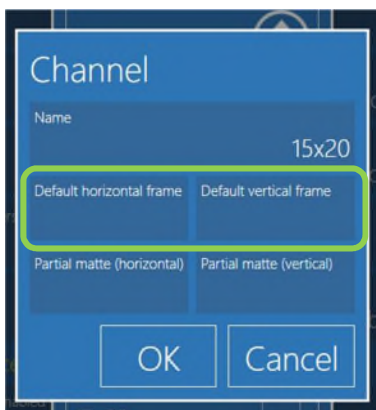 Channel
Name
15x20
Default horizontal frame Default vertical frame
Partial matte (horizontal) Partial matte (vertical)
OK Cancel